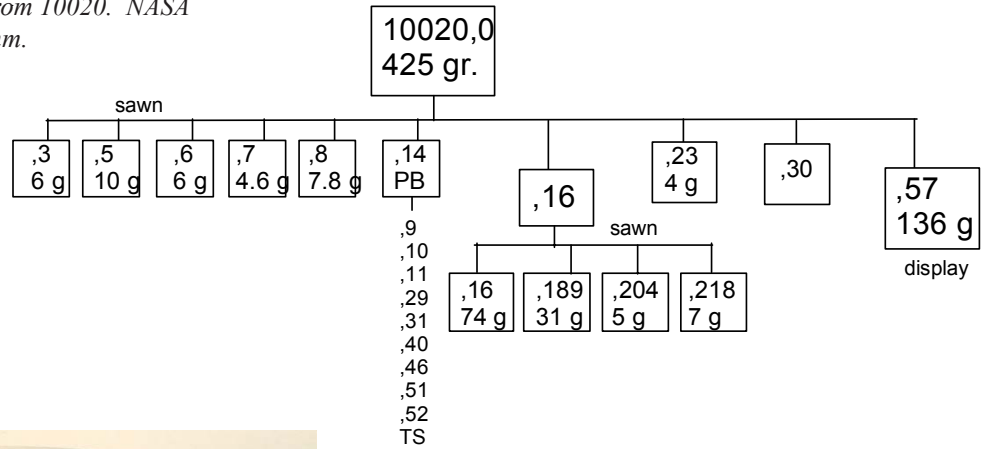 rom 10020. NASA
m.
10020,0
425 gr.
sawn
,3
6 g
,5
10 g
,6
6 g
,7
4.6 g
,8
7.8 g
,14
PB
,9
,10
,11
,29
,31
,40
,46
,51
,52
TS
,16
sawn
,16
74 g
,189
31 g
,204
5 g
,218
7 g
,23
4 g
,30
,57
136 g
display